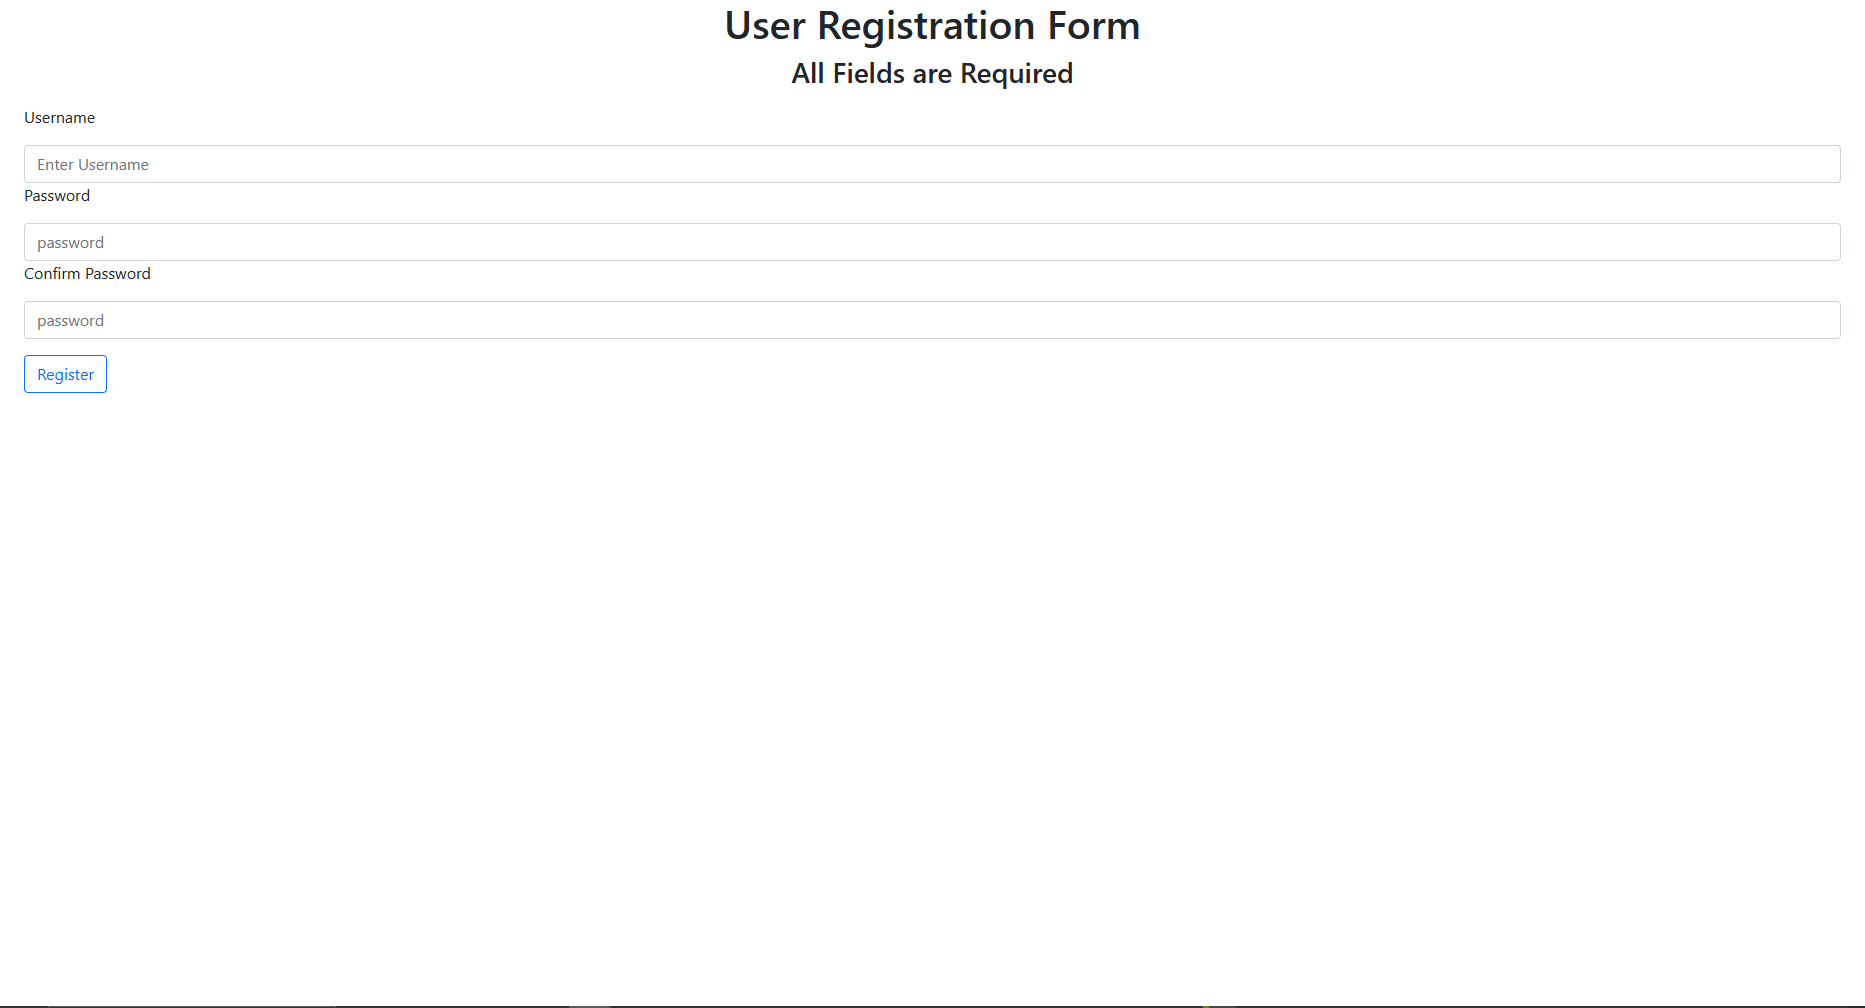 User Registration Form
All Fields are Required
Username
Enter Username
Password
password
Confirm Password
password
Register